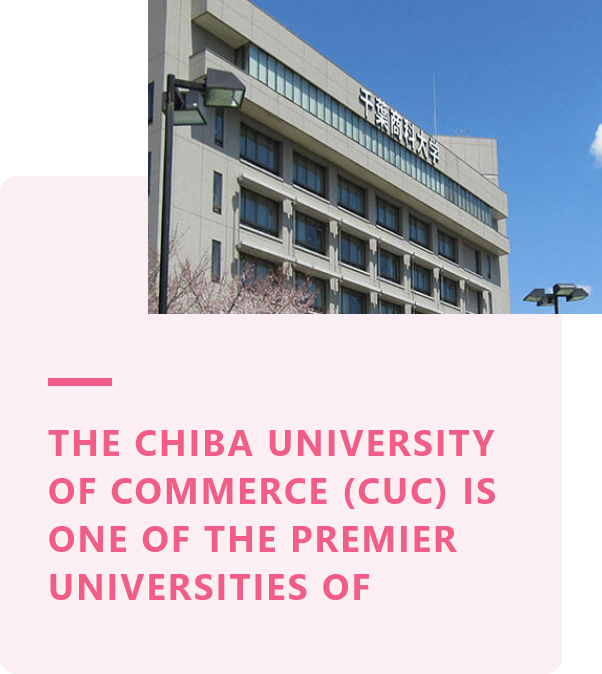 千葉商科大学
THE CHIBA UNIVERSITY
OF COMMERCE (CUC) IS
ONE OF THE PREMIER
UNIVERSITIES OF